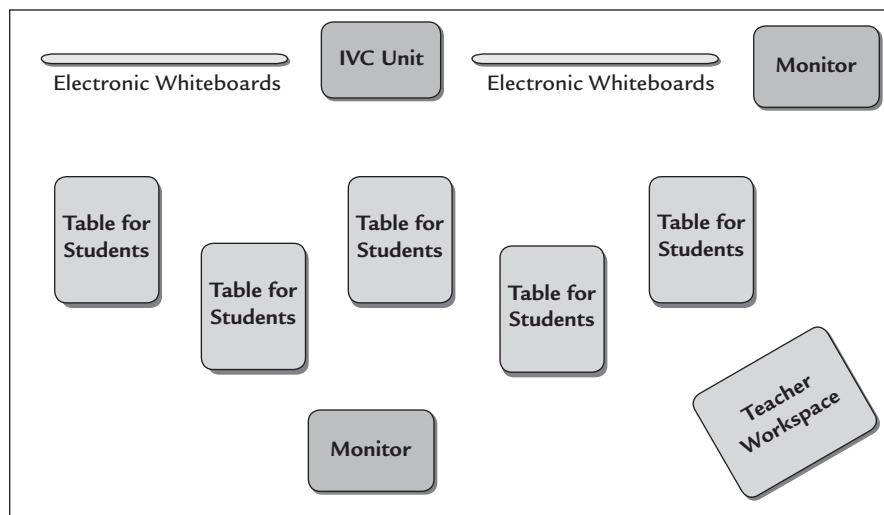 IVC Unit
Electronic Whiteboards
Electronic Whiteboards
Monitor
Table for
Students
Table for
Students
Table for
Students
Table for
Students
Table for
Students
Monitor
Teacher
Workspace